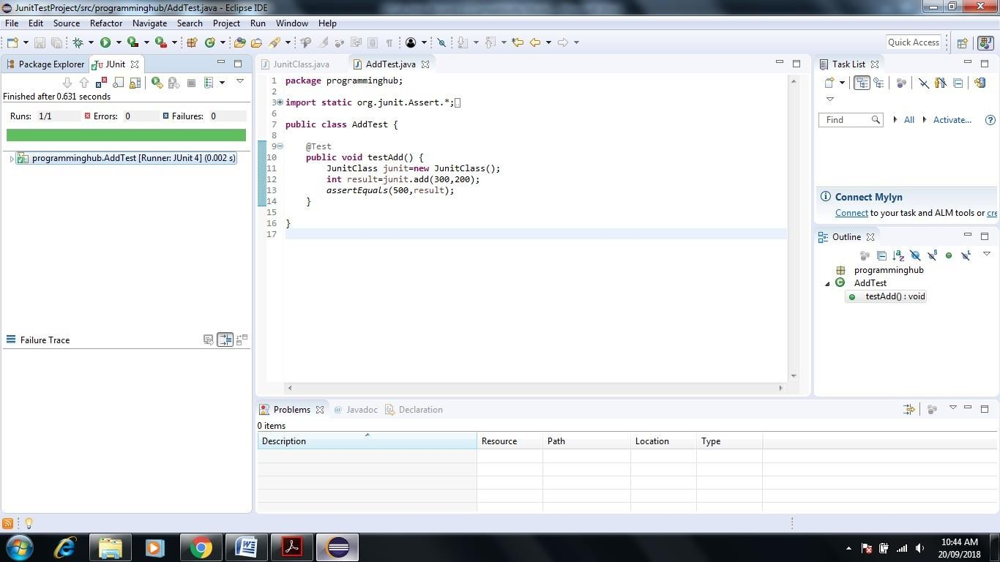 JunitTestProject/src/programminghub/AddTest.java - Eclipse IDE
File Edit Source Refactor Navigate Search Project Run Window Help
Quick Access
Package Explorer JUnit
Finished after 0.631 seconds
Runs: 1/1 Errors: 0 Failures: 0
programminghub.AddTest [Runner: JUnit 4] (0.002 s)
Failure Trace
JunitClass.java AddTest.java
1 package programminghub;
2
3 import static org.junit.Assert.*;
6
7 public class AddTest {
8
9 @Test
10 public void testAdd() {
11 JunitClass junit=new JunitClass();
12 int result=junit.add(300,200);
13 assertEquals(500,result);
14 }
15
16 }
17
Task List
Find All Activate...
Connect Mylyn
Connect to your task and ALM tools or cre
Outline
programminghub
AddTest
testAdd() : void
Problems @ Javadoc Declaration
0 items
Description Resource Path Location Type
10:44 AM
20/09/2018